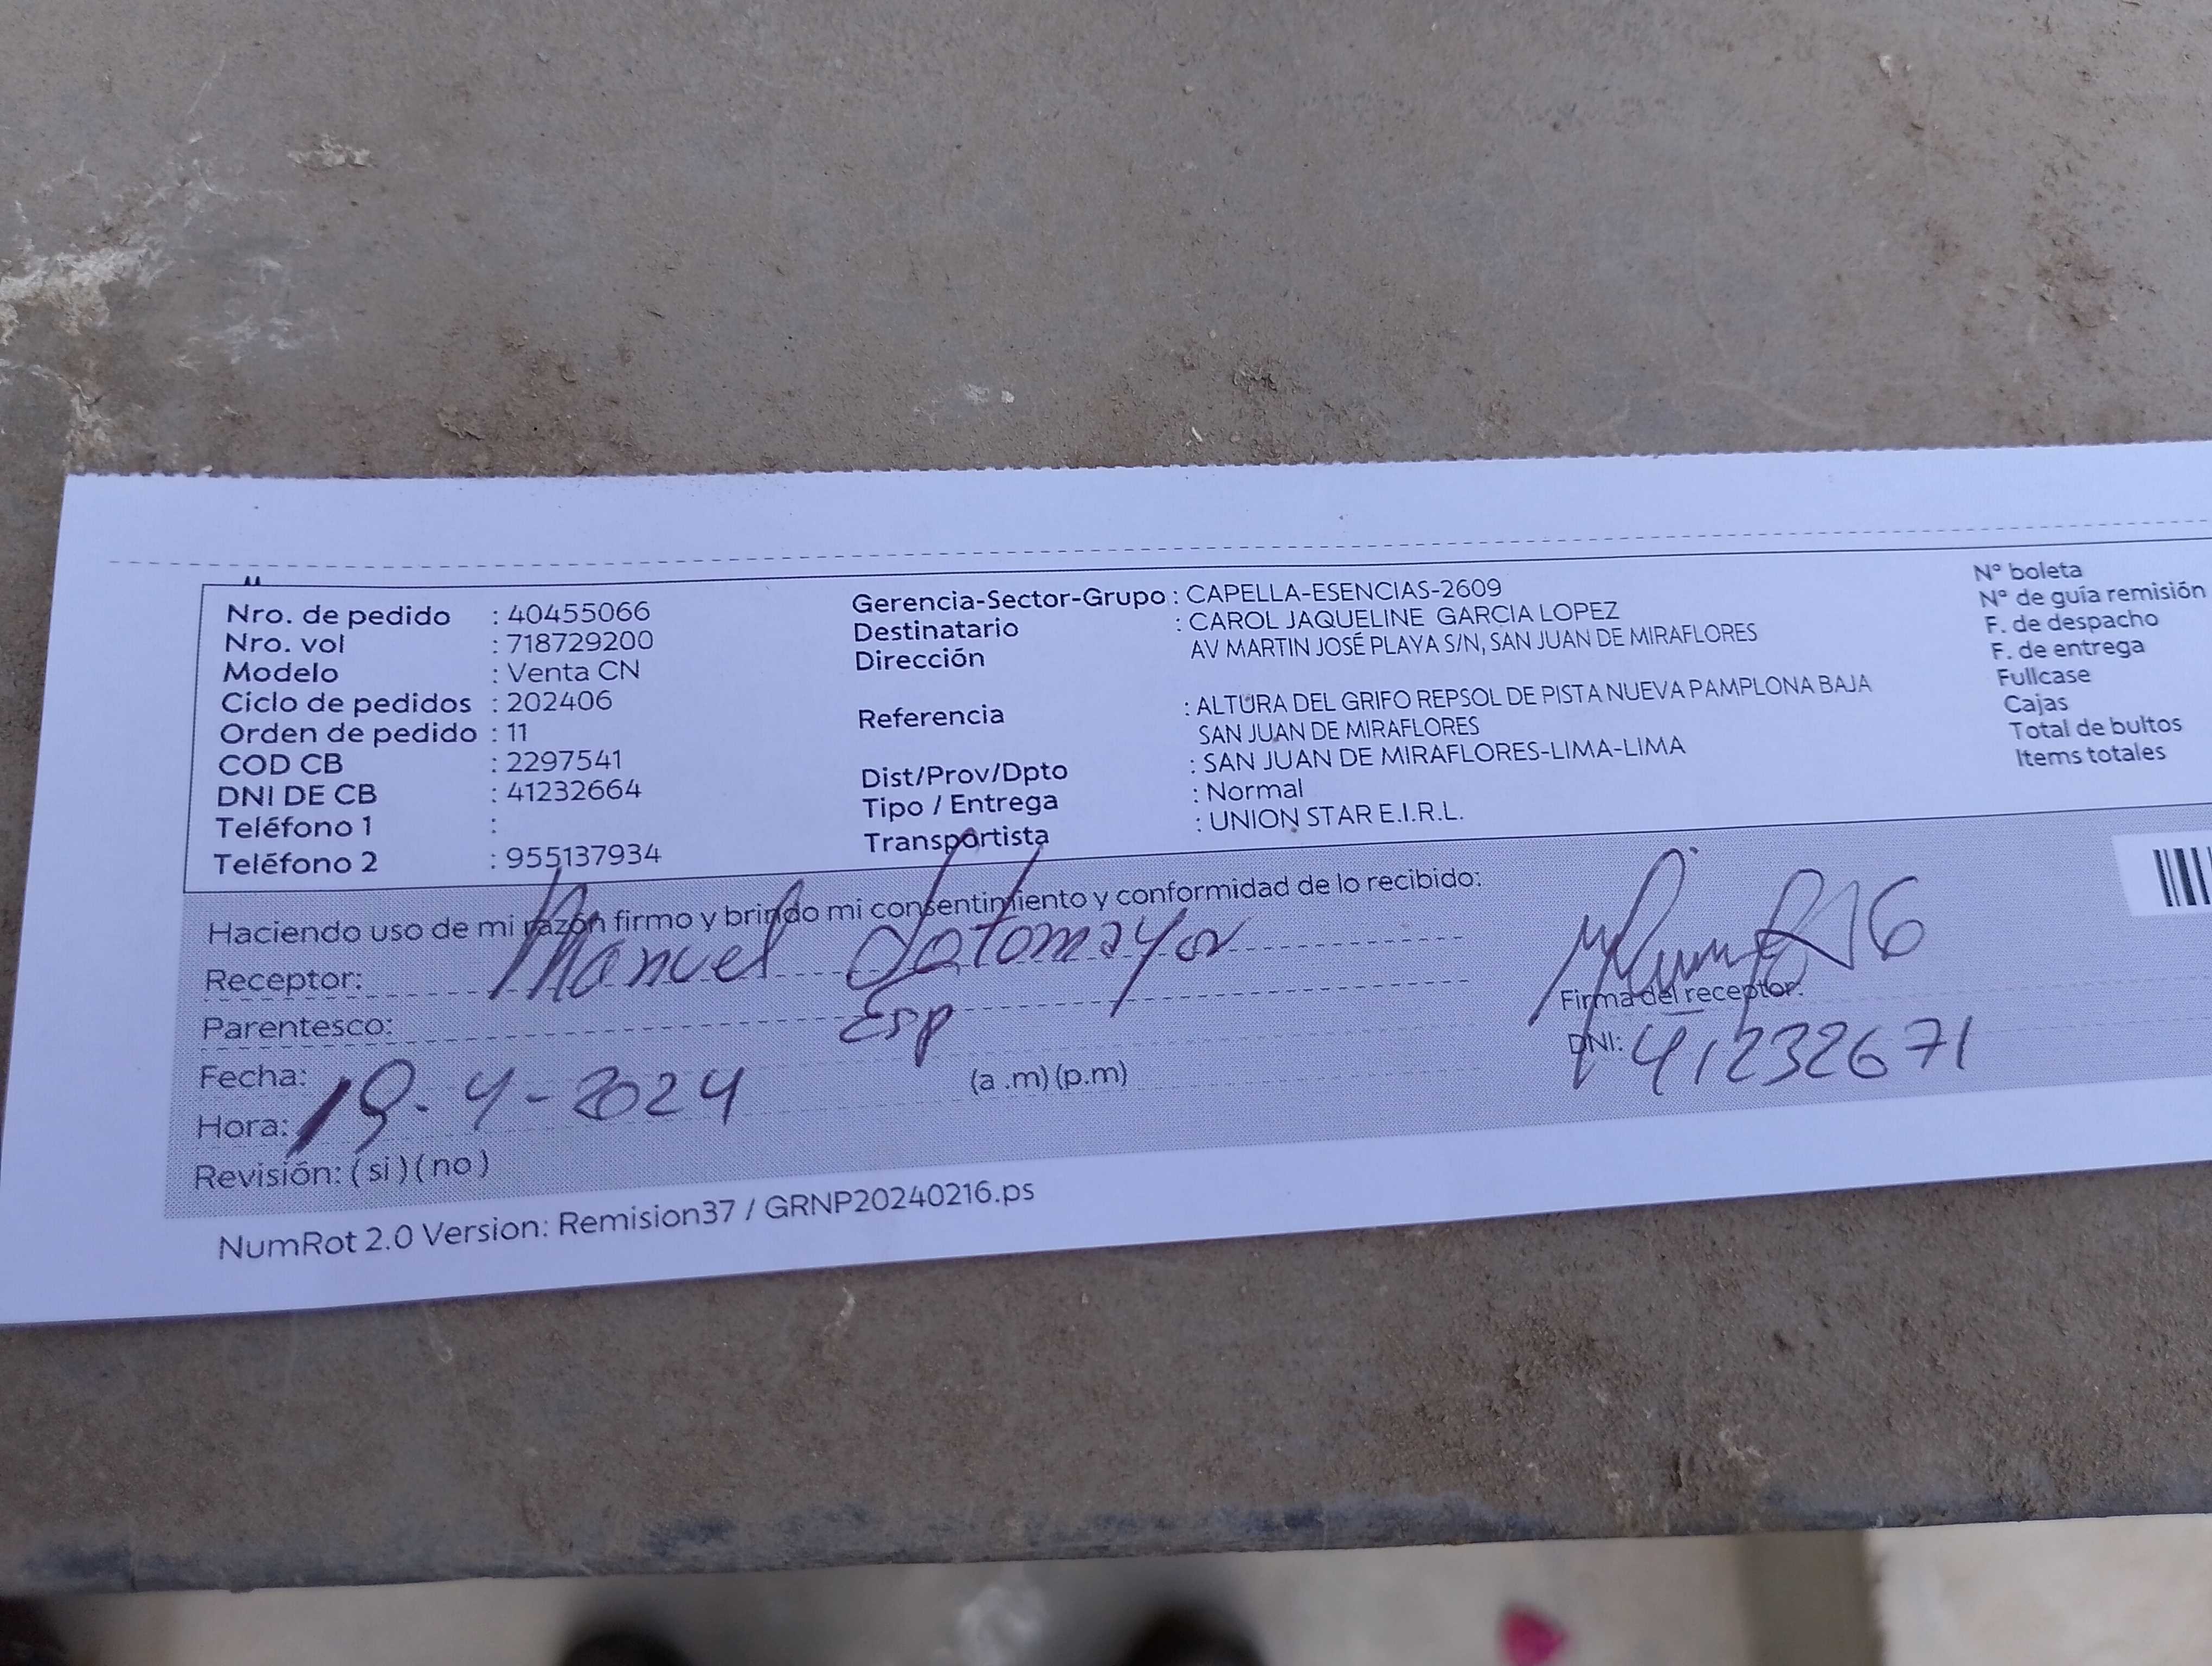 Nro. de pedido : 40455066
Nro. vol : 718729200
Modelo : Venta CN
Ciclo de pedidos : 202406
Orden de pedido : 11
COD CB : 2297541
DNI DE CB : 41232664
Teléfono 1 :
Teléfono 2 : 955137934
Gerencia-Sector-Grupo : CAPELLA-ESENCIAS-2609
Destinatario : CAROL JAQUELINE GARCIA LOPEZ
Dirección AV MARTIN JOSÉ PLAYA S/N, SAN JUAN DE MIRAFLORES
Referencia : ALTURA DEL GRIFO REPSOL DE PISTA NUEVA PAMPLONA BAJA
SAN JUAN DE MIRAFLORES
Dist/Prov/Dpto : SAN JUAN DE MIRAFLORES-LIMA-LIMA
Tipo / Entrega : Normal
Transportista : UNION STAR E.I.R.L.
N° boleta
N° de guía remisión
F. de despacho
F. de entrega
Fullcase
Cajas
Total de bultos
Items totales
Haciendo uso de mi razón firmo y brindo mi consentimiento y conformidad de lo recibido:
Receptor: Manuel Sotomayor
Parentesco: Esp
Fecha: 19-4-2024 (a .m) (p.m)
Hora:
Revisión: (si) (no)
Firma del receptor:
DNI: 41232671
NumRot 2.0 Version: Remision37 / GRNP20240216.ps